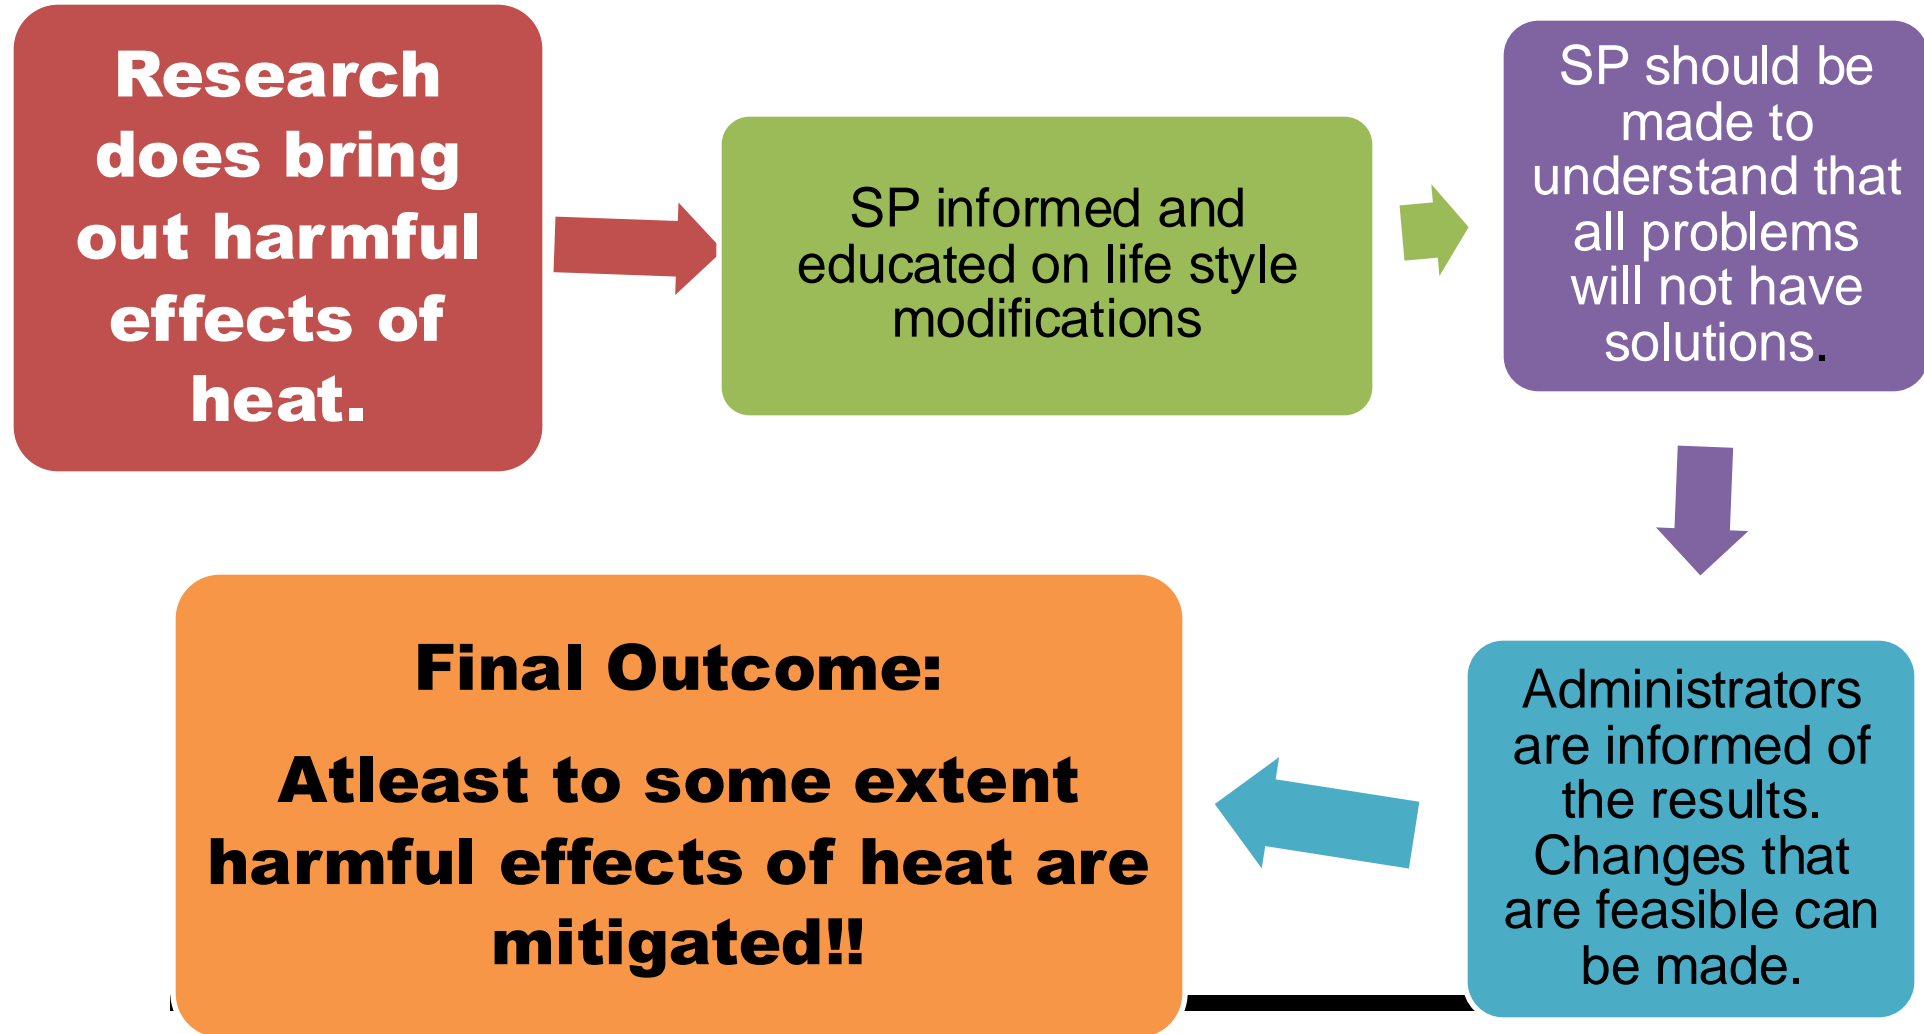 Research
does bring
out harmful
effects of
heat.
SP informed and
educated on life style
modifications
SP should be
made to
understand that
all problems
will not have
solutions.
Administrators
are informed of
the results.
Changes that
are feasible can
be made.
Final Outcome:
Atleast to some extent
harmful effects of heat are
mitigated!!